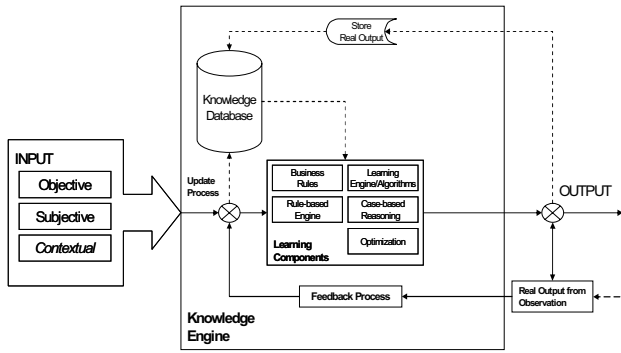 Store
Real Output
Knowledge
Database
INPUT
Objective
Subjective
Contextual
Update
Process
Business
Rules
Learning
Engine/Algorithms
Rule-based
Engine
Case-based
Reasoning
Learning
Components
Optimization
OUTPUT
Feedback Process
Real Output from
Observation
Knowledge
Engine